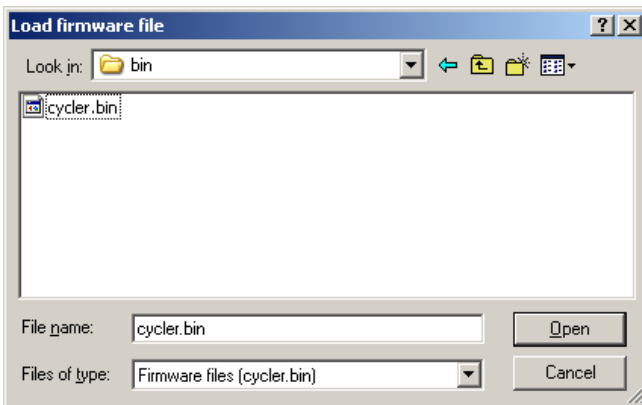 Load firmware file
Look in: bin
cycler.bin
File name: cycler.bin
Open
Files of type: Firmware files (cycler.bin)
Cancel